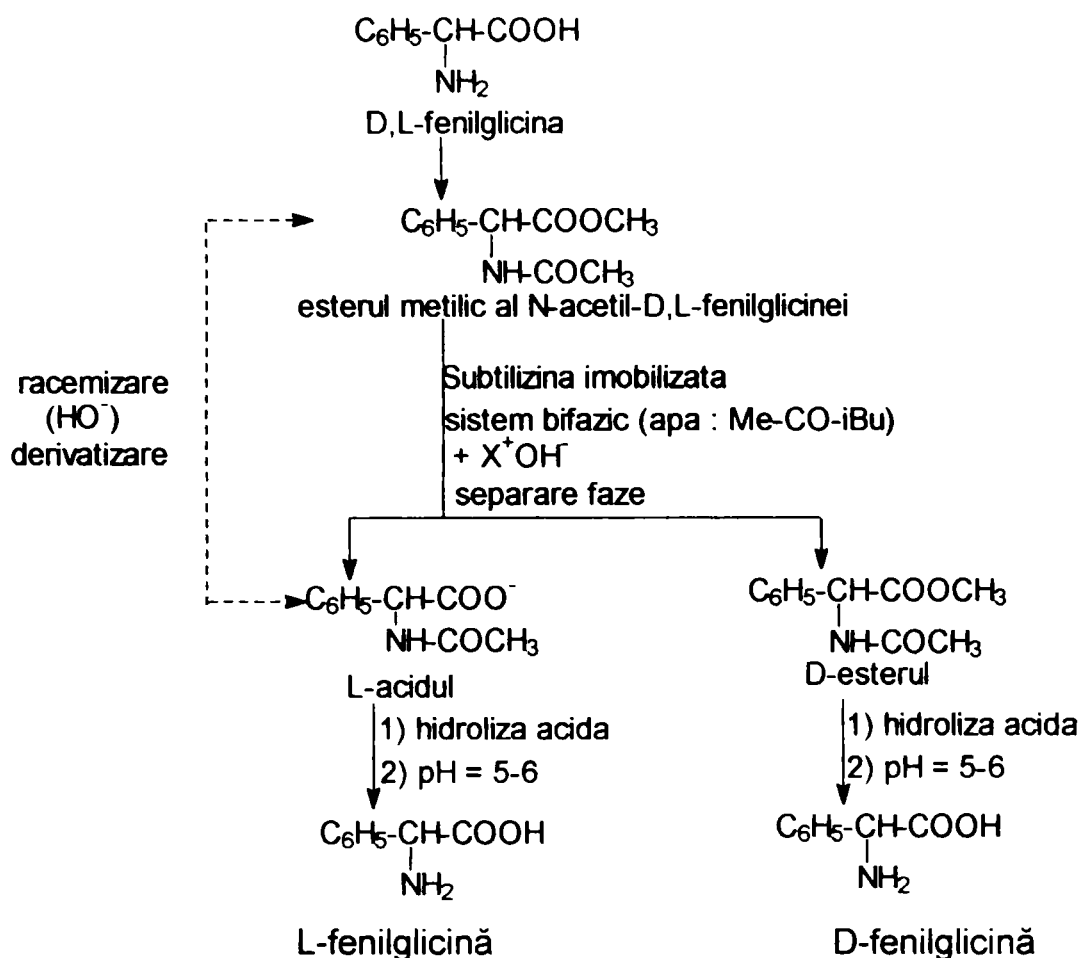 C₆H₅-CH-COOH
NH₂
D,L-fenilglicina
C₆H₅-CH-COOCH₃
NH-COCH₃
esterul metilic al N-acetil-D,L-fenilglicinei
racemizare
(HO⁻)
derivatizare
Subtilizina imobilizata
sistem bifazic (apa : Me-CO-iBu)
+ X⁺OH⁻
separare faze
C₆H₅-CH-COO⁻
NH-COCH₃
L-acidul
1) hidroliza acida
2) pH = 5-6
C₆H₅-CH-COOH
NH₂
L-fenilglicină
C₆H₅-CH-COOCH₃
NH-COCH₃
D-esterul
1) hidroliza acida
2) pH = 5-6
C₆H₅-CH-COOH
NH₂
D-fenilglicină